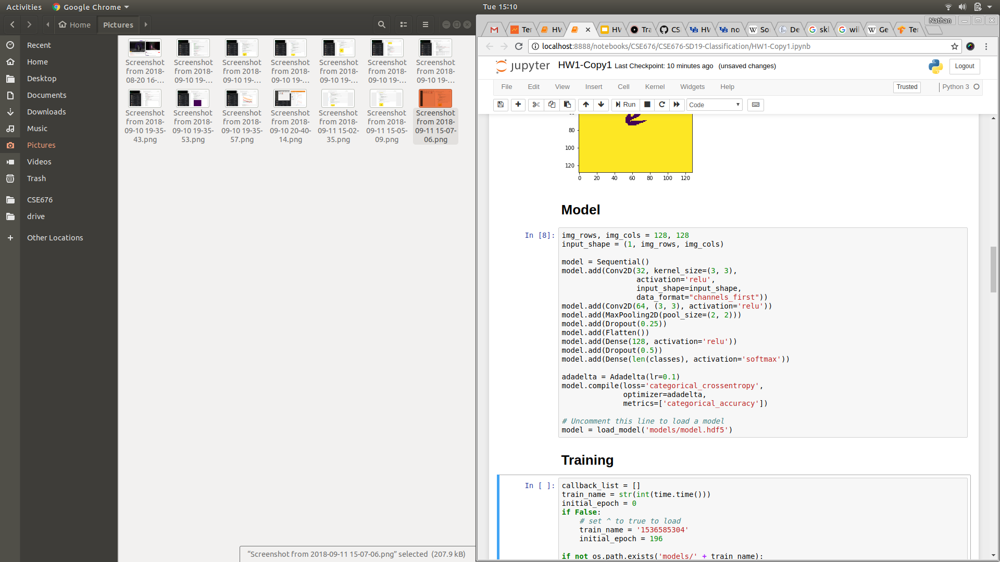 Activities
Google Chrome
Tue 15:10
Home
Pictures
Recent
Home
Desktop
Documents
Downloads
Music
Pictures
Videos
Trash
CSE676
drive
Other Locations
Screenshot from 2018-08-20 16-...
Screenshot from 2018-09-10 19-...
Screenshot from 2018-09-10 19-...
Screenshot from 2018-09-10 19-...
Screenshot from 2018-09-10 19-...
Screenshot from 2018-09-10 19-...
Screenshot from 2018-09-10 19-...
Screenshot from 2018-09-10 19-35-43.png
Screenshot from 2018-09-10 19-35-53.png
Screenshot from 2018-09-10 19-35-57.png
Screenshot from 2018-09-10 20-40-14.png
Screenshot from 2018-09-11 15-02-35.png
Screenshot from 2018-09-11 15-05-09.png
Screenshot from 2018-09-11 15-07-06.png
“Screenshot from 2018-09-11 15-07-06.png” selected (207.9 kB)
Nathan
Ter HW HW Tra CS HW no So De skl wil Ge Ter
localhost:8888/notebooks/CSE676/CSE676-SD19-Classification/HW1-Copy1.ipynb
jupyter HW1-Copy1 Last Checkpoint: 10 minutes ago (unsaved changes)
Logout
File Edit View Insert Cell Kernel Widgets Help
Trusted
Python 3
Run
Code
80
100
120
0 20 40 60 80 100 120
Model
In [8]:
img_rows, img_cols = 128, 128
input_shape = (1, img_rows, img_cols)
model = Sequential()
model.add(Conv2D(32, kernel_size=(3, 3),
activation='relu',
input_shape=input_shape,
data_format="channels_first"))
model.add(Conv2D(64, (3, 3), activation='relu'))
model.add(MaxPooling2D(pool_size=(2, 2)))
model.add(Dropout(0.25))
model.add(Flatten())
model.add(Dense(128, activation='relu'))
model.add(Dropout(0.5))
model.add(Dense(len(classes), activation='softmax'))
adadelta = Adadelta(lr=0.1)
model.compile(loss='categorical_crossentropy',
optimizer=adadelta,
metrics=['categorical_accuracy'])
# Uncomment this line to load a model
model = load_model('models/model.hdf5')
Training
In [ ]:
callback_list = []
train_name = str(int(time.time()))
initial_epoch = 0
if False:
# set ^ to true to load
train_name = '1536585304'
initial_epoch = 196
if not os.path.exists('models/' + train_name):